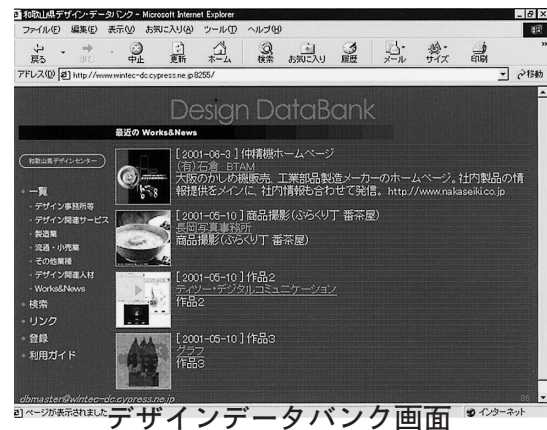 和歌山県デザイン・データバンク - Microsoft Internet Explorer
ファイル(F) 編集(E) 表示(V) お気に入り(A) ツール(T) ヘルプ(H)
戻る 進む 中止 更新 ホーム 検索 お気に入り 履歴 メール サイズ 印刷
アドレス(D) http://www.wintec-dc.cypress.ne.jp:8255/ 移動
Design DataBank
最近の Works&News
和歌山県デザインセンター
一覧
デザイン事務所等
デザイン関連サービス
製造業
流通・小売業
その他業種
デザイン関連人材
Works&News
検索
リンク
登録
利用ガイド
[2001-06-3] 仲精機ホームページ
(有)石倉 BTAM
大阪のかしめ機販売、工業部品製造メーカーのホームページ。社内製品の情
報提供をメインに、社内情報も合わせて発信。http://www.nakaseiki.co.jp
[2001-05-10] 商品撮影(ぶらくり丁 番茶屋)
長岡写真事務所
商品撮影(ぶらくり丁 番茶屋)
[2001-05-10] 作品2
ティツー・デジタルコミュニケーション
作品2
[2001-05-10] 作品3
グラフ
作品3
dbmaster@wintec-dc.cypress.ne.jp
86
ページが表示されました
インターネット
デザインデータバンク画面